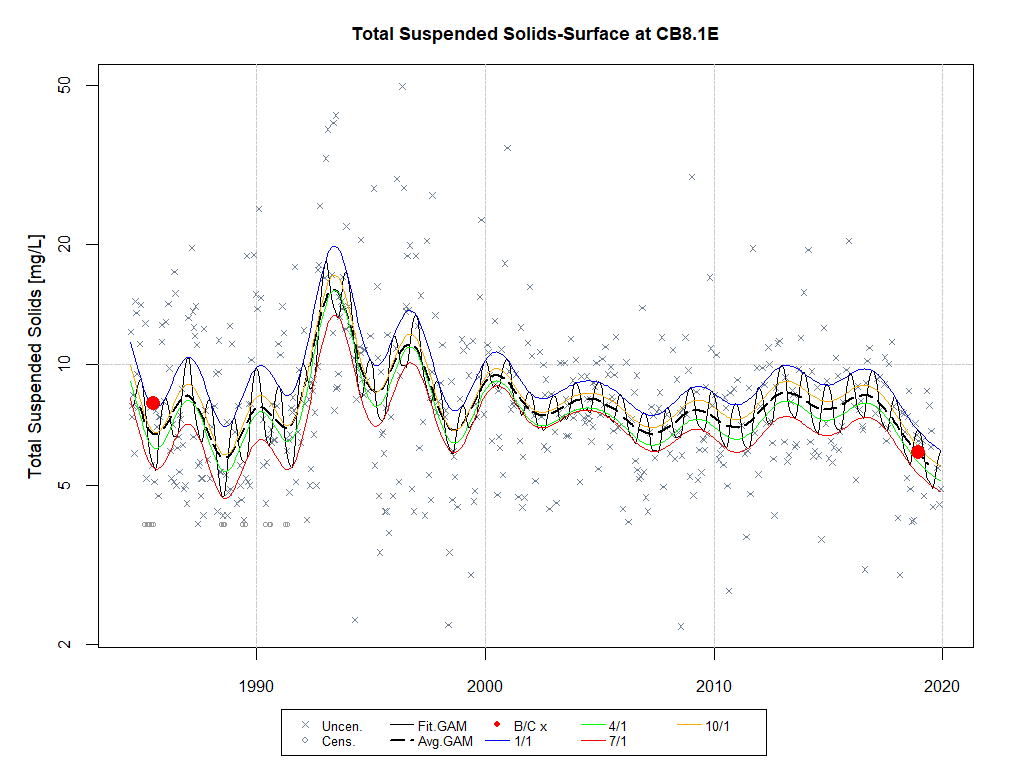 Total Suspended Solids-Surface at CB8.1E
Total Suspended Solids [mg/L]
50
20
10
5
2
1990 2000 2010 2020
Uncen. Fit.GAM B/C x 4/1 10/1
Cens. Avg.GAM 1/1 7/1